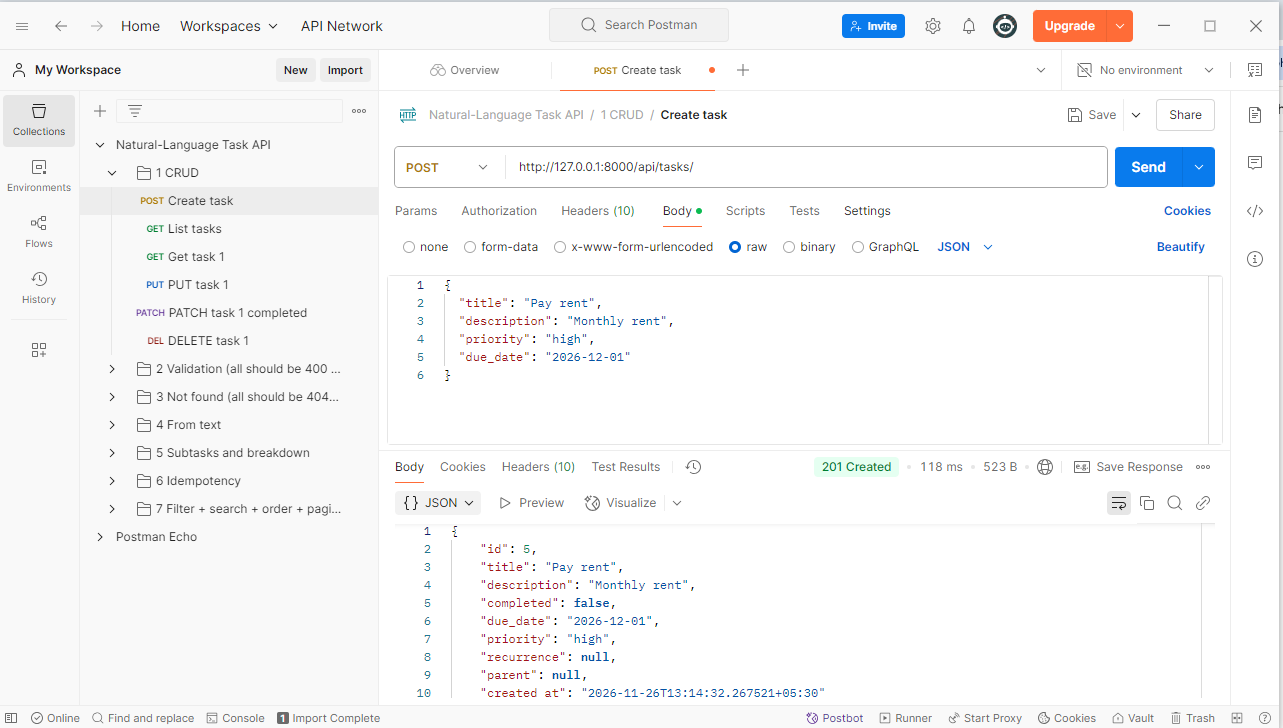 Home Workspaces API Network Search Postman Invite Upgrade
My Workspace New Import Overview POST Create task No environment
Collections
Environments
Flows
History
Natural-Language Task API
1 CRUD
POST Create task
GET List tasks
GET Get task 1
PUT PUT task 1
PATCH PATCH task 1 completed
DEL DELETE task 1
2 Validation (all should be 400 ...
3 Not found (all should be 404...
4 From text
5 Subtasks and breakdown
6 Idempotency
7 Filter + search + order + pagi...
Postman Echo
HTTP Natural-Language Task API / 1 CRUD / Create task Save Share
POST http://127.0.0.1:8000/api/tasks/ Send
Params Authorization Headers (10) Body Scripts Tests Settings Cookies
none form-data x-www-form-urlencoded raw binary GraphQL JSON Beautify
1 {
2 "title": "Pay rent",
3 "description": "Monthly rent",
4 "priority": "high",
5 "due_date": "2026-12-01"
6 }
Body Cookies Headers (10) Test Results 201 Created • 118 ms • 523 B e.g. Save Response
{} JSON Preview Visualize
1 {
2 "id": 5,
3 "title": "Pay rent",
4 "description": "Monthly rent",
5 "completed": false,
6 "due_date": "2026-12-01",
7 "priority": "high",
8 "recurrence": null,
9 "parent": null,
10 "created_at": "2026-11-26T13:14:32.267521+05:30"
Online Find and replace Console 1 Import Complete Postbot Runner Start Proxy Cookies Vault Trash